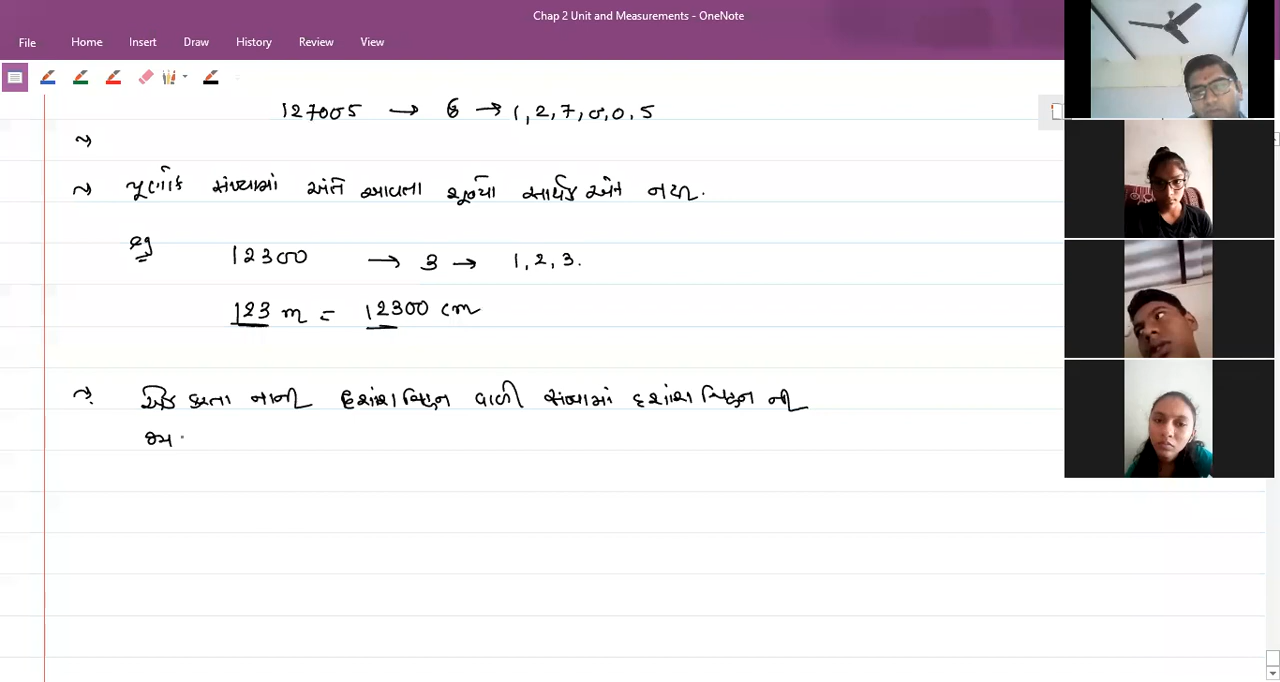 Chap 2 Unit and Measurements - OneNote
File Home Insert Draw History Review View
127005 → 6 → 1, 2, 7, 0, 0, 5
પૂર્ણાંક સંખ્યામાં અંતે આવતા શૂન્યો સાર્થક અંક નથી.
eg 12300 → 3 → 1, 2, 3.
123 m = 12300 cm
એક કરતા નાની દશાંશચિહ્ન વાળી સંખ્યામાં દશાંશ ચિહ્ન ની